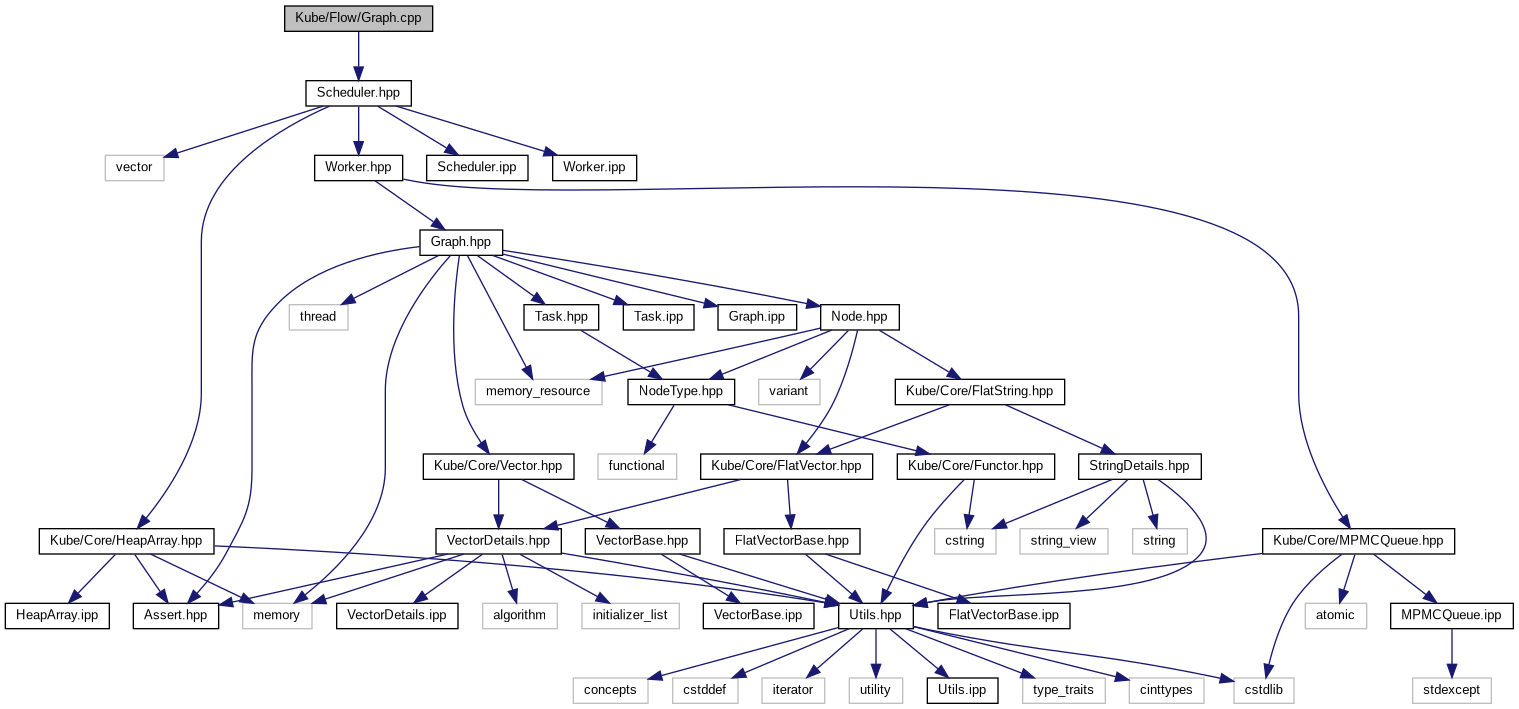 Kube/Flow/Graph.cpp
Scheduler.hpp
vector
Worker.hpp
Scheduler.ipp
Worker.ipp
Graph.hpp
thread
Task.hpp
Task.ipp
Graph.ipp
Node.hpp
memory_resource
NodeType.hpp
variant
Kube/Core/FlatString.hpp
Kube/Core/Vector.hpp
functional
Kube/Core/FlatVector.hpp
Kube/Core/Functor.hpp
StringDetails.hpp
Kube/Core/HeapArray.hpp
VectorDetails.hpp
VectorBase.hpp
FlatVectorBase.hpp
cstring
string_view
string
Kube/Core/MPMCQueue.hpp
HeapArray.ipp
Assert.hpp
memory
VectorDetails.ipp
algorithm
initializer_list
VectorBase.ipp
Utils.hpp
FlatVectorBase.ipp
atomic
MPMCQueue.ipp
concepts
cstddef
iterator
utility
Utils.ipp
type_traits
cinttypes
cstdlib
stdexcept